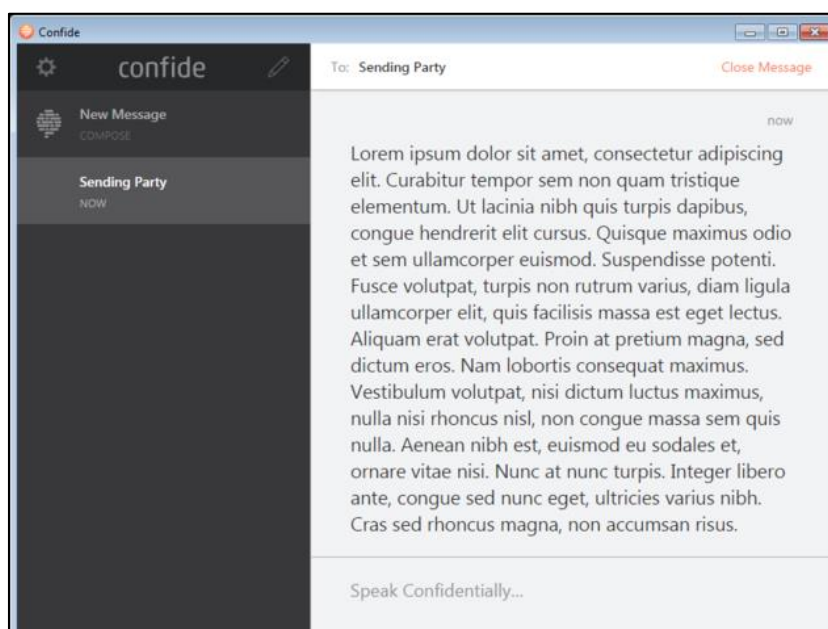 Confide
confide
New Message
COMPOSE
Sending Party
NOW
To: Sending Party
Close Message
now
Lorem ipsum dolor sit amet, consectetur adipiscing
elit. Curabitur tempor sem non quam tristique
elementum. Ut lacinia nibh quis turpis dapibus,
congue hendrerit elit cursus. Quisque maximus odio
et sem ullamcorper euismod. Suspendisse potenti.
Fusce volutpat, turpis non rutrum varius, diam ligula
ullamcorper elit, quis facilisis massa est eget lectus.
Aliquam erat volutpat. Proin at pretium magna, sed
dictum eros. Nam lobortis consequat maximus.
Vestibulum volutpat, nisi dictum luctus maximus,
nulla nisi rhoncus nisl, non congue massa sem quis
nulla. Aenean nibh est, euismod eu sodales et,
ornare vitae nisi. Nunc at nunc turpis. Integer libero
ante, congue sed nunc eget, ultricies varius nibh.
Cras sed rhoncus magna, non accumsan risus.
Speak Confidentially...